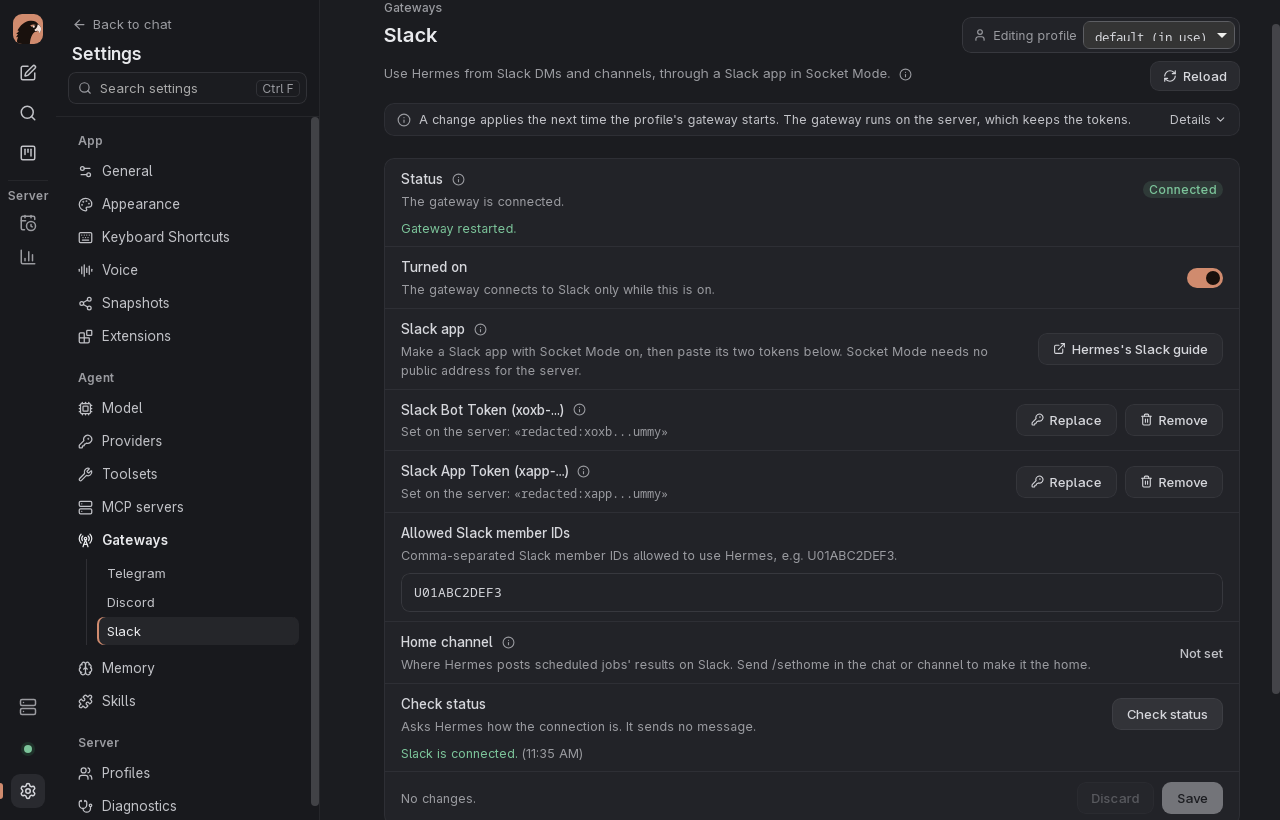 Back to chat
Settings
Search settings
Ctrl F
App
General
Appearance
Keyboard Shortcuts
Voice
Snapshots
Extensions
Agent
Model
Providers
Toolsets
MCP servers
Gateways
Telegram
Discord
Slack
Memory
Skills
Server
Profiles
Diagnostics
Server
Gateways
Slack
Editing profile
default (in use)
Use Hermes from Slack DMs and channels, through a Slack app in Socket Mode.
Reload
A change applies the next time the profile's gateway starts. The gateway runs on the server, which keeps the tokens.
Details
Status
The gateway is connected.
Gateway restarted.
Connected
Turned on
The gateway connects to Slack only while this is on.
Slack app
Make a Slack app with Socket Mode on, then paste its two tokens below. Socket Mode needs no
public address for the server.
Hermes's Slack guide
Slack Bot Token (xoxb-...)
Set on the server: «redacted:xoxb...ummy»
Replace
Remove
Slack App Token (xapp-...)
Set on the server: «redacted:xapp...ummy»
Replace
Remove
Allowed Slack member IDs
Comma-separated Slack member IDs allowed to use Hermes, e.g. U01ABC2DEF3.
U01ABC2DEF3
Home channel
Where Hermes posts scheduled jobs' results on Slack. Send /sethome in the chat or channel to make it the home.
Not set
Check status
Asks Hermes how the connection is. It sends no message.
Slack is connected. (11:35 AM)
Check status
No changes.
Discard
Save